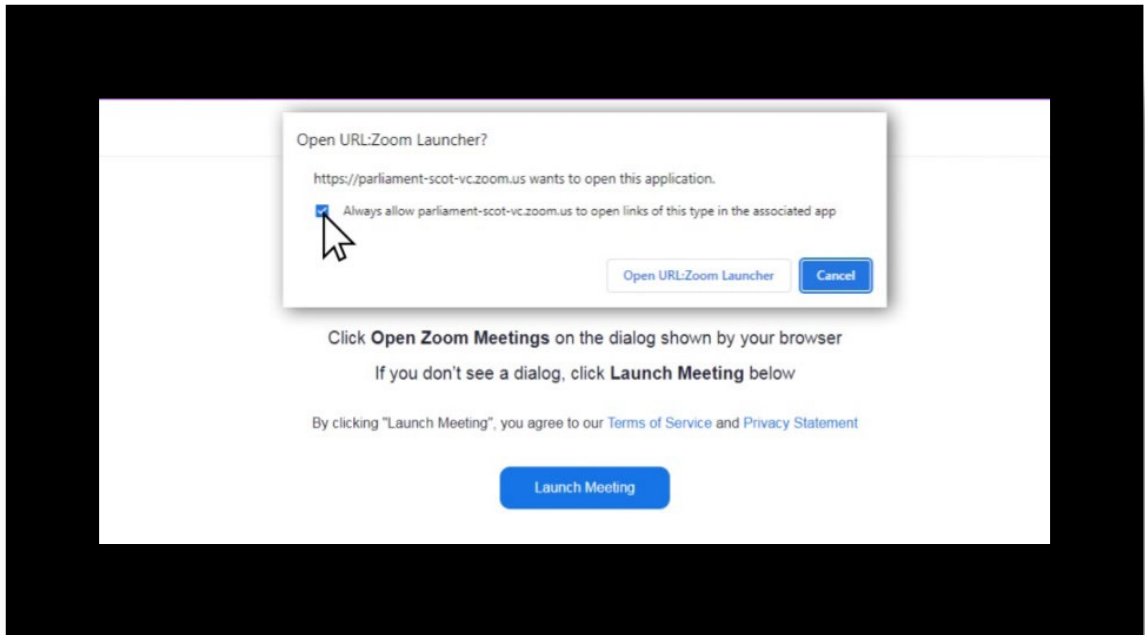 Open URL:Zoom Launcher?
https://parliament-scot-vc.zoom.us wants to open this application.
Always allow parliament-scot-vc.zoom.us to open links of this type in the associated app
Open URL:Zoom Launcher
Cancel
Click Open Zoom Meetings on the dialog shown by your browser
If you don't see a dialog, click Launch Meeting below
By clicking "Launch Meeting", you agree to our Terms of Service and Privacy Statement
Launch Meeting